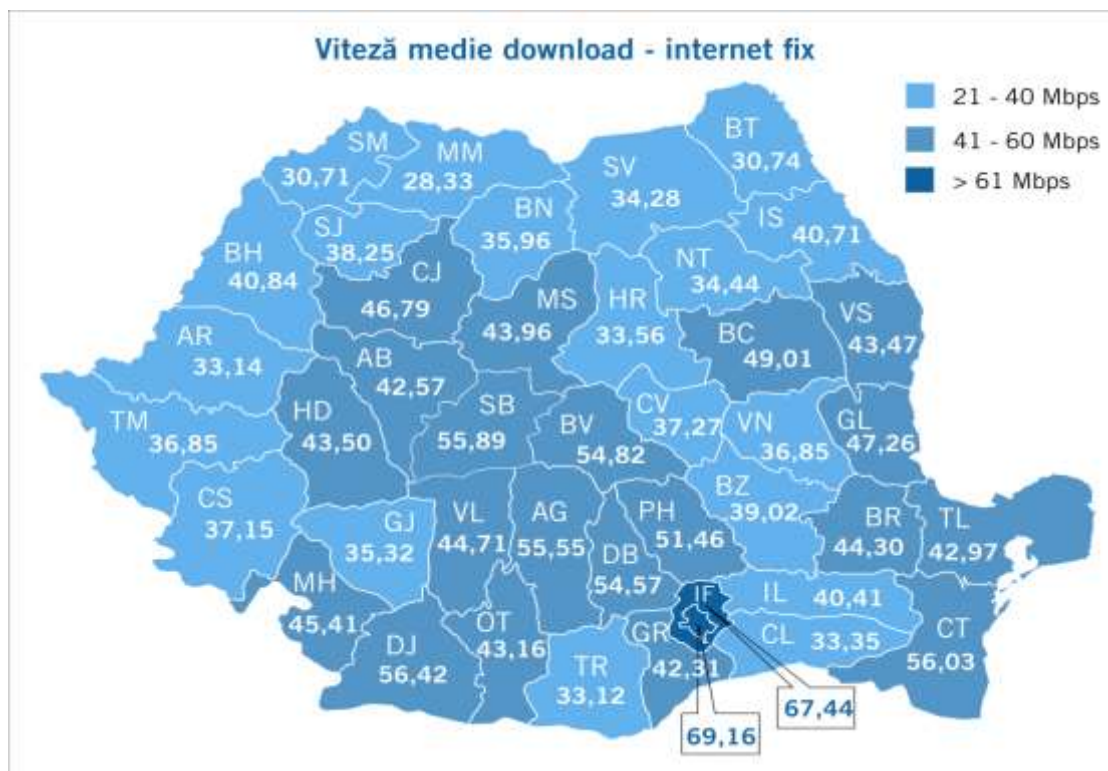 Viteză medie download - internet fix
21 - 40 Mbps
41 - 60 Mbps
> 61 Mbps
SM
30,71
MM
28,33
SV
34,28
BT
30,74
BN
35,96
SJ
38,25
IS
40,71
BH
40,84
CJ
46,79
NT
34,44
MS
43,96
HR
33,56
BC
49,01
VS
43,47
AR
33,14
AB
42,57
HD
43,50
SB
55,89
BV
54,82
CV
37,27
VN
36,85
GL
47,26
TM
36,85
CS
37,15
GJ
35,32
VL
44,71
AG
55,55
DB
54,57
PH
51,46
BZ
39,02
BR
44,30
TL
42,97
MH
45,41
DJ
56,42
OT
43,16
TR
33,12
GR
42,31
IF
IL
40,41
CL
33,35
CT
56,03
67,44
69,16